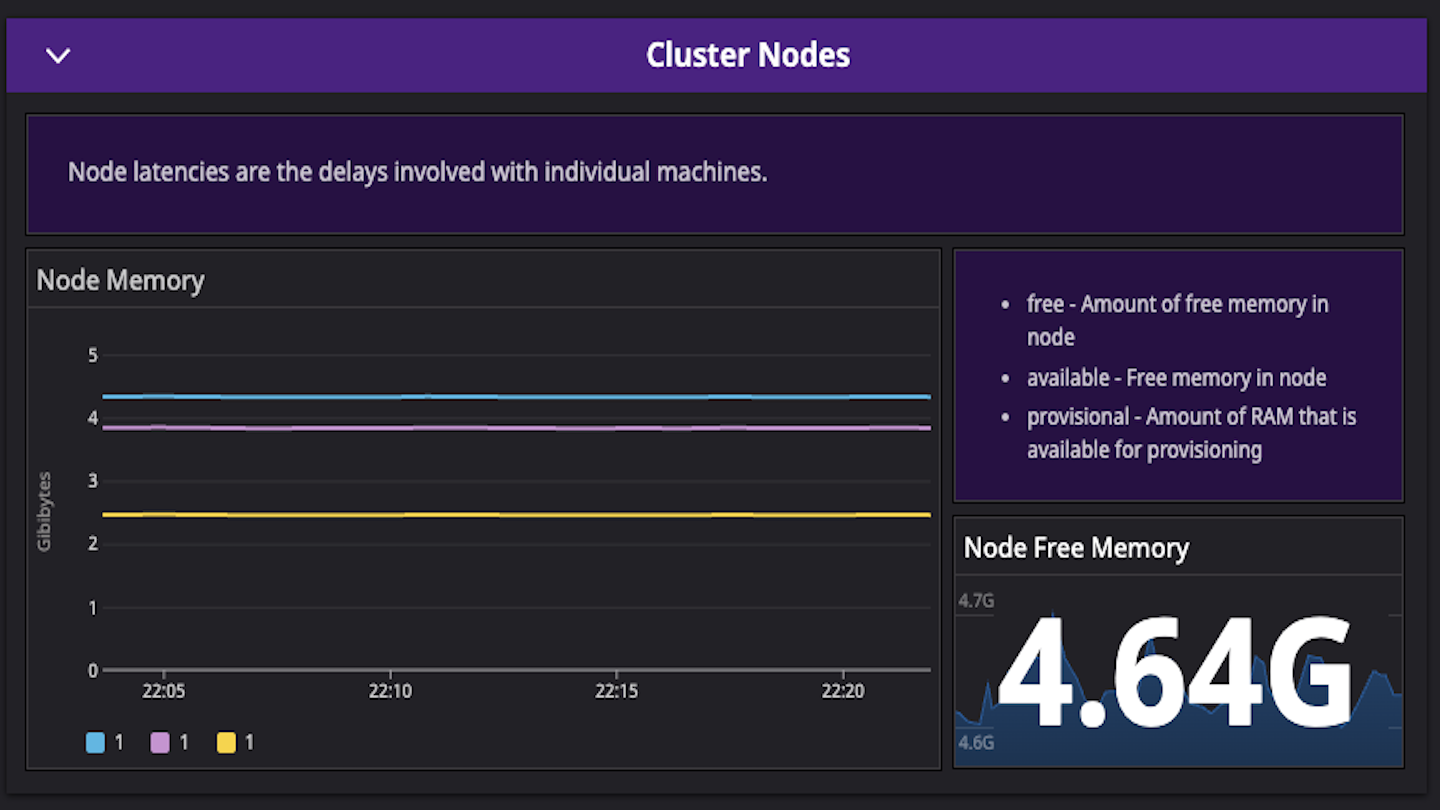 Cluster Nodes
Node latencies are the delays involved with individual machines.
Node Memory
5
4
3
2
1
0
Gibibytes
22:05 22:10 22:15 22:20
1 1 1
• free - Amount of free memory in
node
• available - Free memory in node
• provisional - Amount of RAM that is
available for provisioning
Node Free Memory
4.7G
4.64G
4.6G